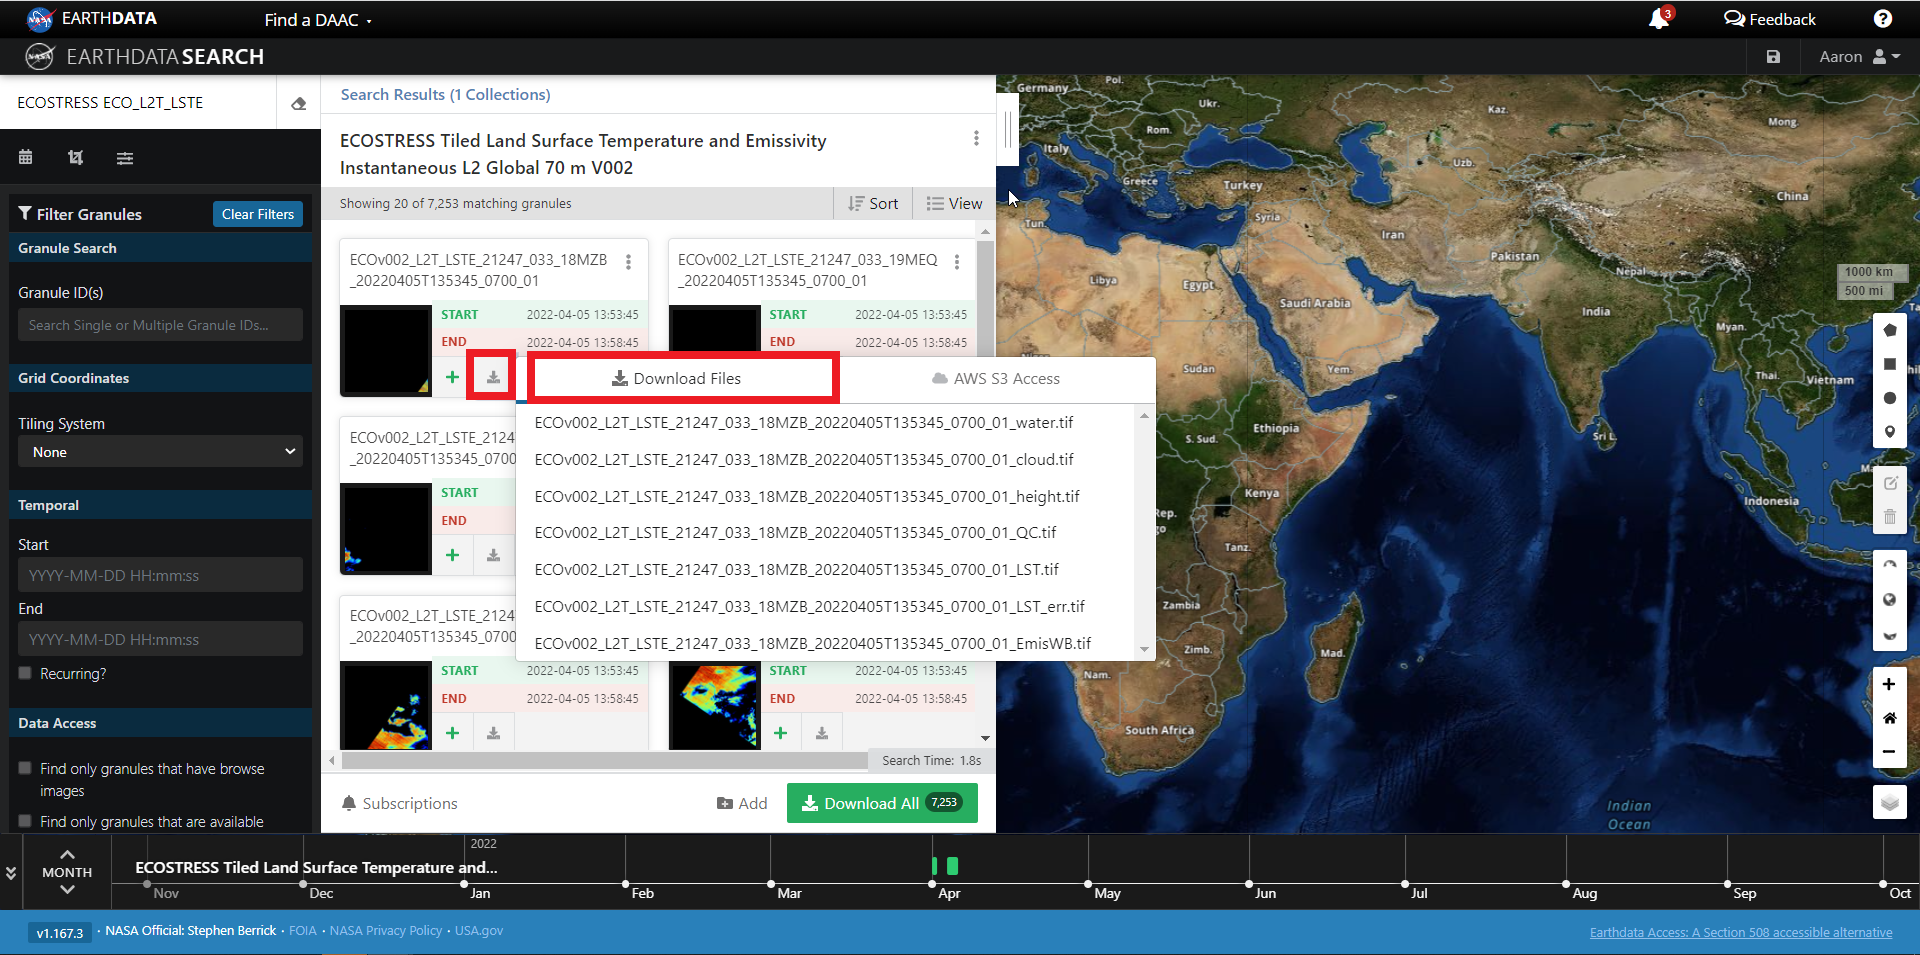 EARTHDATA
Find a DAAC
3
Feedback
?
EARTHDATA SEARCH
Aaron
ECOSTRESS ECO_L2T_LSTE
Filter Granules
Clear Filters
Granule Search
Granule ID(s)
Search Single or Multiple Granule IDs...
Grid Coordinates
Tiling System
None
Temporal
Start
YYYY-MM-DD HH:mm:ss
End
YYYY-MM-DD HH:mm:ss
Recurring?
Data Access
Find only granules that have browse
images
Find only granules that are available
Search Results (1 Collections)
ECOSTRESS Tiled Land Surface Temperature and Emissivity
Instantaneous L2 Global 70 m V002
Showing 20 of 7,253 matching granules
Sort
View
ECOv002_L2T_LSTE_21247_033_18MZB
_20220405T135345_0700_01
START 2022-04-05 13:53:45
END 2022-04-05 13:58:45
ECOv002_L2T_LSTE_21247_033_19MEQ
_20220405T135345_0700_01
START 2022-04-05 13:53:45
END 2022-04-05 13:58:45
Download Files
AWS S3 Access
ECOv002_L2T_LSTE_21247_033_18MZB_20220405T135345_0700_01_water.tif
ECOv002_L2T_LSTE_21247_033_18MZB_20220405T135345_0700_01_cloud.tif
ECOv002_L2T_LSTE_21247_033_18MZB_20220405T135345_0700_01_height.tif
ECOv002_L2T_LSTE_21247_033_18MZB_20220405T135345_0700_01_QC.tif
ECOv002_L2T_LSTE_21247_033_18MZB_20220405T135345_0700_01_LST.tif
ECOv002_L2T_LSTE_21247_033_18MZB_20220405T135345_0700_01_LST_err.tif
ECOv002_L2T_LSTE_21247_033_18MZB_20220405T135345_0700_01_EmisWB.tif
ECOv002_L2T_LSTE_2124
_20220405T135345_0700
START
END
ECOv002_L2T_LSTE_2124
_20220405T135345_0700
START 2022-04-05 13:53:45
END 2022-04-05 13:58:45
START 2022-04-05 13:53:45
END 2022-04-05 13:58:45
Search Time: 1.8s
Subscriptions
Add
Download All 7,253
Germany
Pol.
Ukr.
Kaz.
Mong.
Rom.
Italy
Uzb.
Greece
Turkey
China
Tun.
Syria
Iran
Pakistan
Nepal
1000 km
500 mi
Libya
Egypt
Saudi Arabia
India
Myan.
Sudan
Yem.
Thai.
Vietnam
S. Sud.
Ethiopia
Sri L.
Kenya
Indonesia
Rep.
Tanz.
Zambia
Mad.
Zimb.
Nam.
South Africa
Indian
Ocean
MONTH
2022
ECOSTRESS Tiled Land Surface Temperature and...
Nov
Dec
Jan
Feb
Mar
Apr
May
Jun
Jul
Aug
Sep
Oct
v1.167.3 · NASA Official: Stephen Berrick · FOIA · NASA Privacy Policy · USA.gov
Earthdata Access: A Section 508 accessible alternative